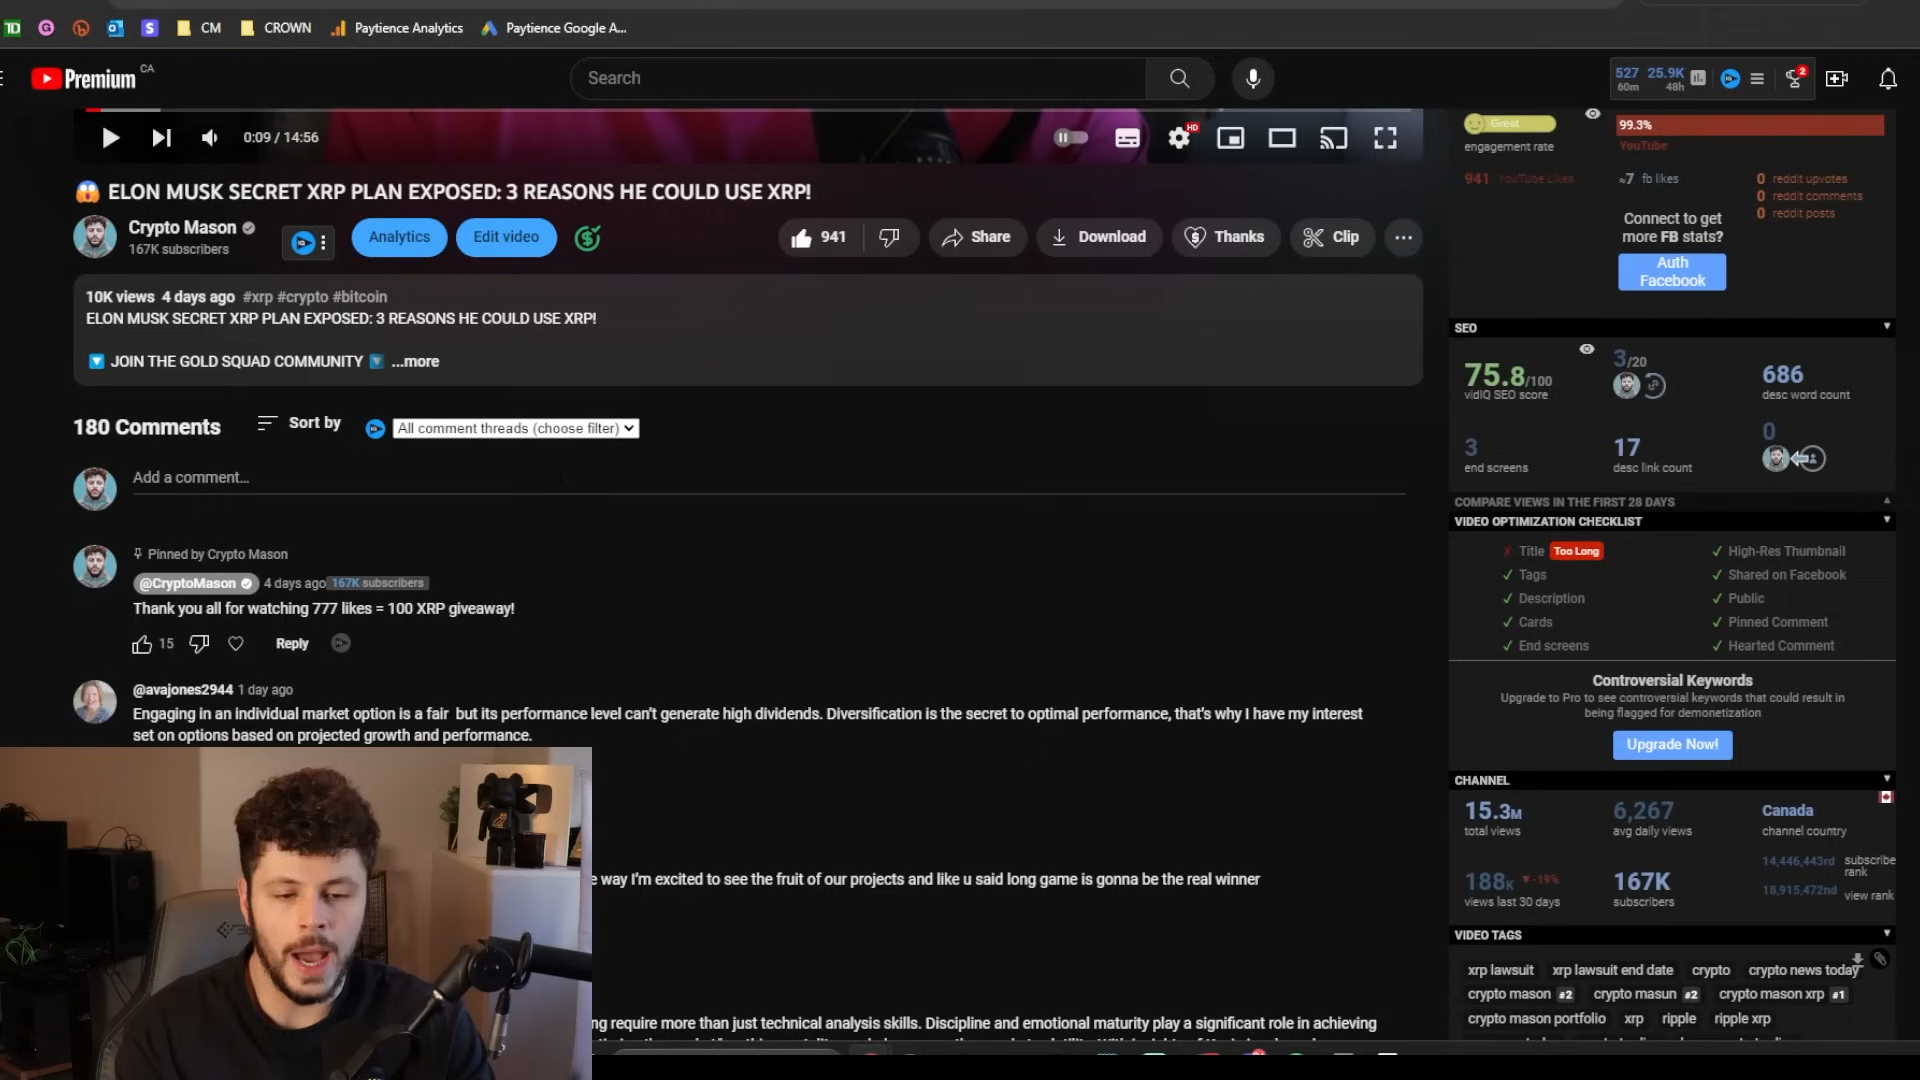 TD
CM
CROWN
Paytience Analytics
Paytience Google A...
Premium CA
Search
527 60m
25.9K 48h
2
0:09 / 14:56
HD
ELON MUSK SECRET XRP PLAN EXPOSED: 3 REASONS HE COULD USE XRP!
Crypto Mason
167K subscribers
Analytics
Edit video
941
Share
Download
Thanks
Clip
10K views 4 days ago #xrp #crypto #bitcoin
ELON MUSK SECRET XRP PLAN EXPOSED: 3 REASONS HE COULD USE XRP!
JOIN THE GOLD SQUAD COMMUNITY ...more
180 Comments
Sort by
All comment threads (choose filter)
Add a comment...
Pinned by Crypto Mason
@CryptoMason 4 days ago 167K subscribers
Thank you all for watching 777 likes = 100 XRP giveaway!
15
Reply
@avajones2944 1 day ago
Engaging in an individual market option is a fair but its performance level can't generate high dividends. Diversification is the secret to optimal performance, that's why I have my interest
set on options based on projected growth and performance.
way I'm excited to see the fruit of our projects and like u said long game is gonna be the real winner
require more than just technical analysis skills. Discipline and emotional maturity play a significant role in achieving
Great
engagement rate
99.3%
YouTube
941 YouTube Likes
≈7 fb likes
0 reddit upvotes
0 reddit comments
0 reddit posts
Connect to get
more FB stats?
Auth
Facebook
SEO
75.8/100
vidIQ SEO score
3/20
686
desc word count
3
end screens
17
desc link count
0
COMPARE VIEWS IN THE FIRST 28 DAYS
VIDEO OPTIMIZATION CHECKLIST
✗ Title Too Long
✓ High-Res Thumbnail
✓ Tags
✓ Shared on Facebook
✓ Description
✓ Public
✓ Cards
✓ Pinned Comment
✓ End screens
✓ Hearted Comment
Controversial Keywords
Upgrade to Pro to see controversial keywords that could result in
being flagged for demonetization
Upgrade Now!
CHANNEL
15.3M
total views
6,267
avg daily views
Canada
channel country
188K ▼-19%
views last 30 days
167K
subscribers
14,446,443rd subscribe
rank
18,915,472nd view rank
VIDEO TAGS
xrp lawsuit
xrp lawsuit end date
crypto
crypto news today
crypto mason #2
crypto masun #2
crypto mason xrp #1
crypto mason portfolio
xrp
ripple
ripple xrp